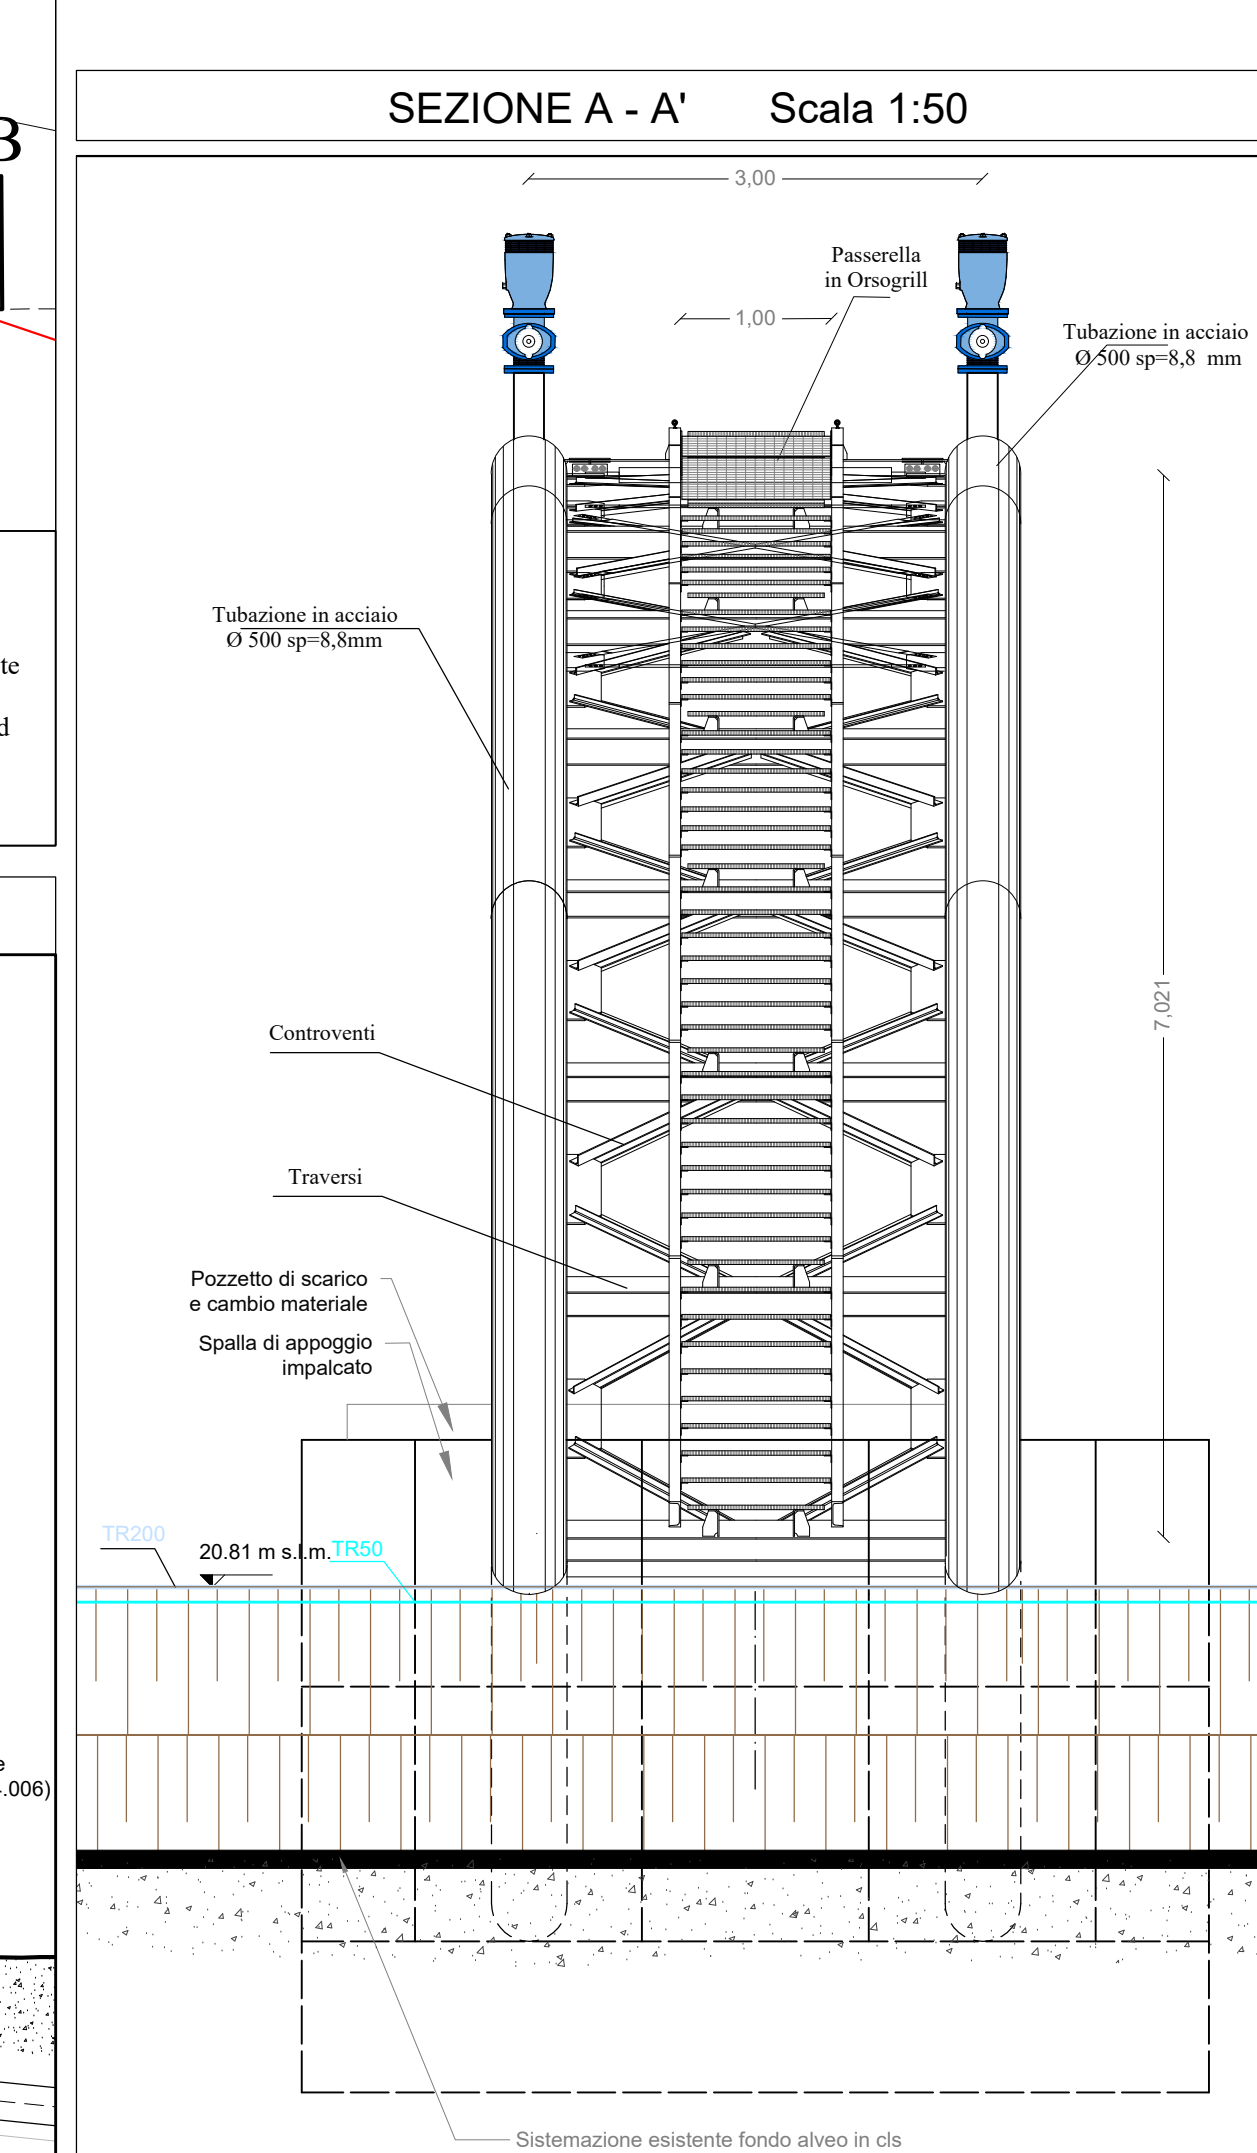 B
SEZIONE A - A' Scala 1:50
3,00
Passerella
in Orsogrill
1,00
Tubazione in acciaio
Ø 500 sp=8,8 mm
Tubazione in acciaio
Ø 500 sp=8,8mm
te
d
7,021
Controventi
Traversi
Pozzetto di scarico
e cambio materiale
Spalla di appoggio
impalcato
TR200
20.81 m s.l.m.
TR50
e
.006)
Sistemazione esistente fondo alveo in cls